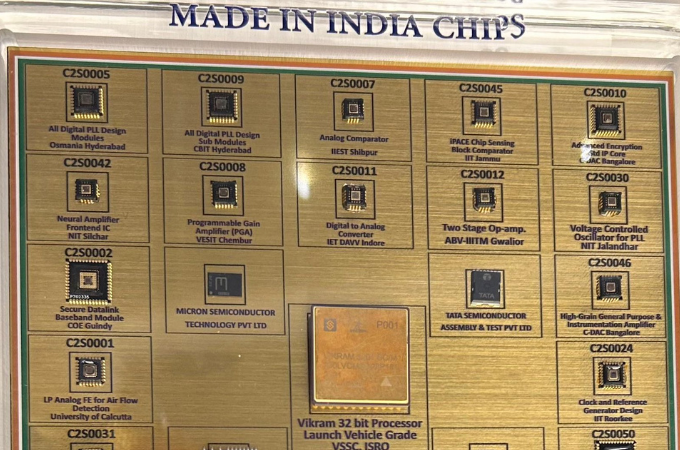 MADE IN INDIA CHIPS
C2S0005
All Digital PLL Design
Modules
Osmania Hyderabad
C2S0009
All Digital PLL Design
Sub Modules
CBIT Hyderabad
C2S0007
Analog Comparator
IIEST Shibpur
C2S0045
iPACE Chip Sensing
Block Comparator
IIT Jammu
C2S0010
Advanced Encryption
Std IP Core
C-DAC Bangalore
C2S0042
Neural Amplifier
Frontend IC
NIT Silchar
C2S0008
Programmable Gain
Amplifier (PGA)
VESIT Chembur
C2S0011
Digital to Analog
Converter
IET DAVV Indore
C2S0012
Two Stage Op-amp.
ABV-IIITM Gwalior
C2S0030
Voltage Controlled
Oscillator for PLL
NIT Jalandhar
C2S0002
Secure Datalink
Baseband Module
COE Guindy
MICRON SEMICONDUCTOR
TECHNOLOGY PVT LTD
P001
TATA
TATA SEMICONDUCTOR
ASSEMBLY & TEST PVT LTD
C2S0046
High-Grain General Purpose &
Instrumentation Amplifier
C-DAC Bangalore
C2S0001
LP Analog FE for Air Flow
Detection
University of Calcutta
Vikram 32 bit Processor
Launch Vehicle Grade
VSSC, ISRO
C2S0024
Clock and Reference
Generator Design
IIT Roorkee
C2S0031
C2S0050